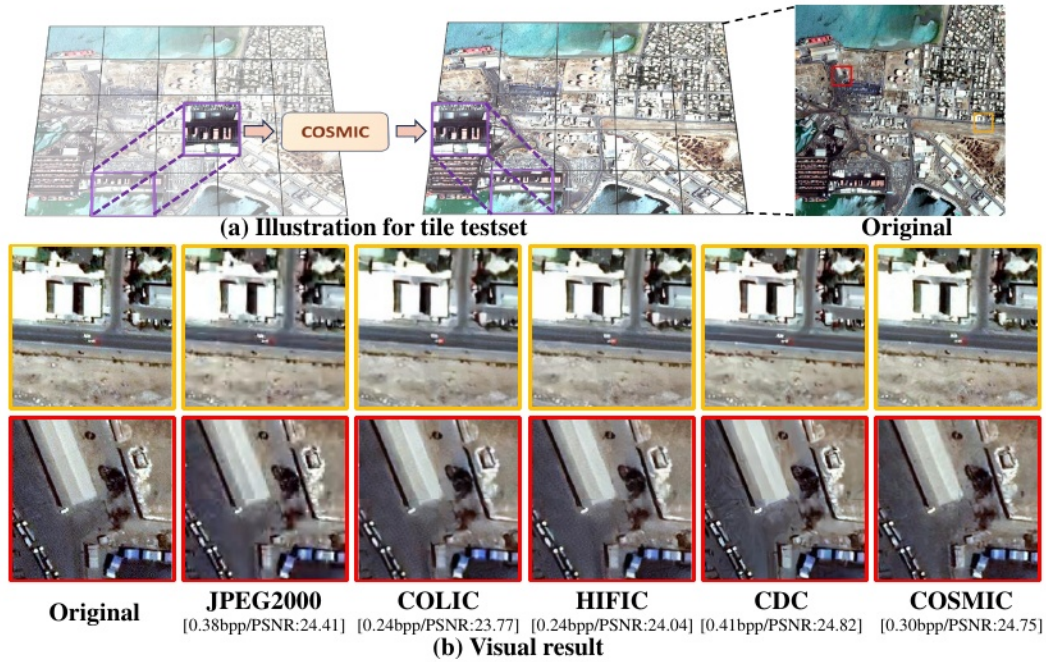 COSMIC
(a) Illustration for tile testset
Original
Original
JPEG2000
[0.38bpp/PSNR:24.41]
COLIC
[0.24bpp/PSNR:23.77]
HIFIC
[0.24bpp/PSNR:24.04]
CDC
[0.41bpp/PSNR:24.82]
COSMIC
[0.30bpp/PSNR:24.75]
(b) Visual result